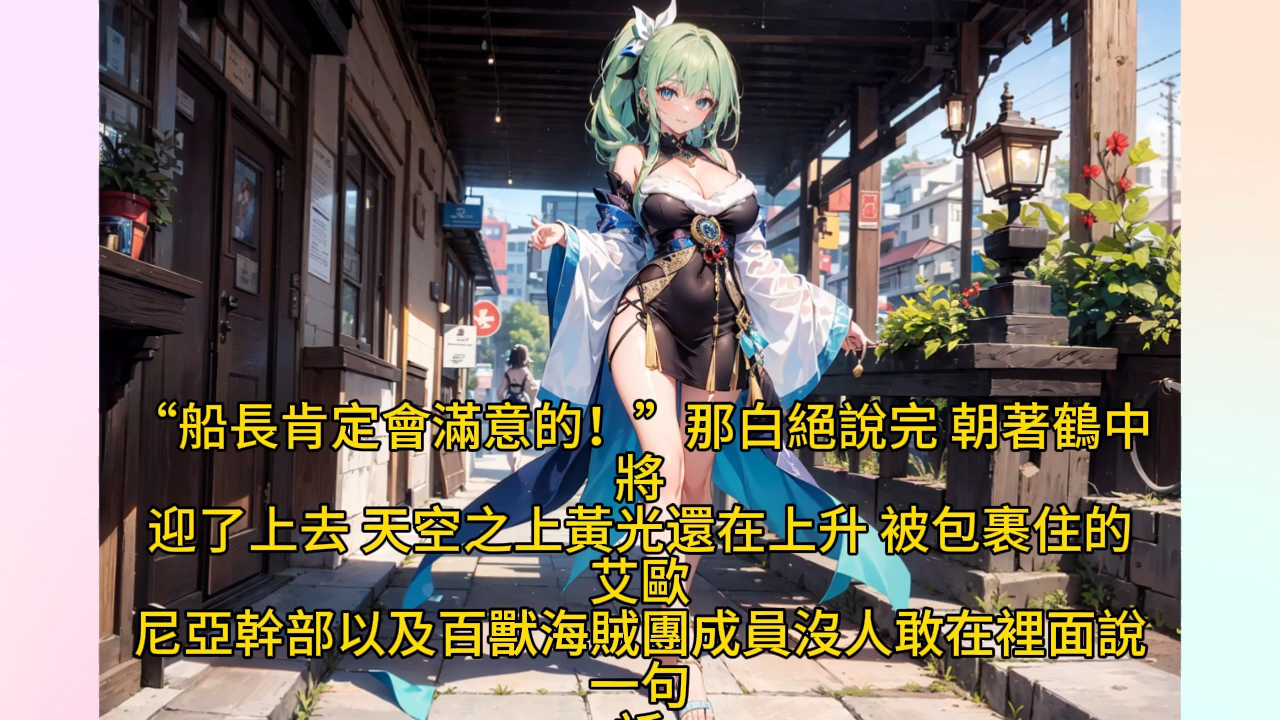 “船長肯定會滿意的！”那白絕說完 朝著鶴中
將
迎了上去 天空之上黃光還在上升 被包裹住的
艾歐
尼亞幹部以及百獸海賊團成員沒人敢在裡面說
一句